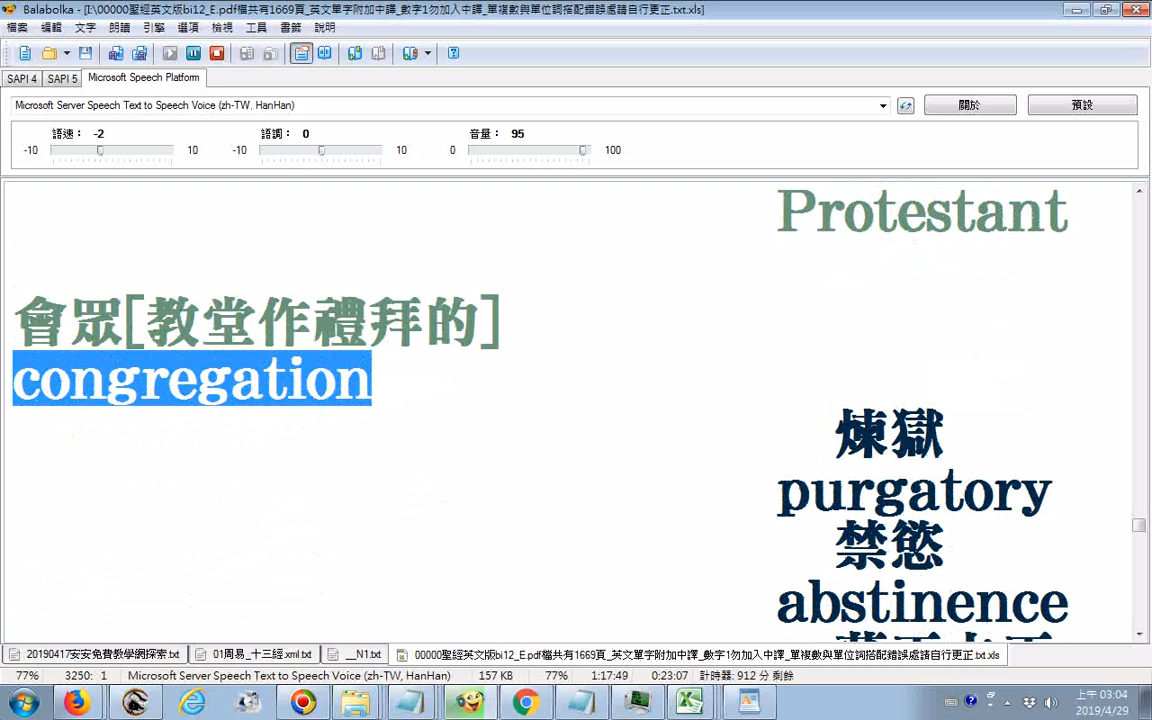 Balabolka - [I:\00000聖經英文版bi12_E.pdf檔共有1669頁_英文單字附加中譯_數字1勿加入中譯_單複數與單位詞搭配錯誤處請自行更正.txt.xls]
檔案 編輯 文字 朗讀 引擎 選項 檢視 工具 書籤 說明
SAPI 4 SAPI 5 Microsoft Speech Platform
Microsoft Server Speech Text to Speech Voice (zh-TW, HanHan) 關於 預設
語速： -2 語調： 0 音量： 95
-10 10 -10 10 0 100
Protestant
會眾[教堂作禮拜的]
congregation
煉獄
purgatory
禁慾
abstinence
20190417安安免費教學網探索.txt 01周易_十三經.xml.txt __N1.txt 00000聖經英文版bi12_E.pdf檔共有1669頁_英文單字附加中譯_數字1勿加入中譯_單複數與單位詞搭配錯誤處請自行更正.txt.xls
77% 3250: 1 Microsoft Server Speech Text to Speech Voice (zh-TW, HanHan) 157 KB 77% 1:17:49 0:23:07 計時器: 912 分 剩餘
上午 03:04
2019/4/29